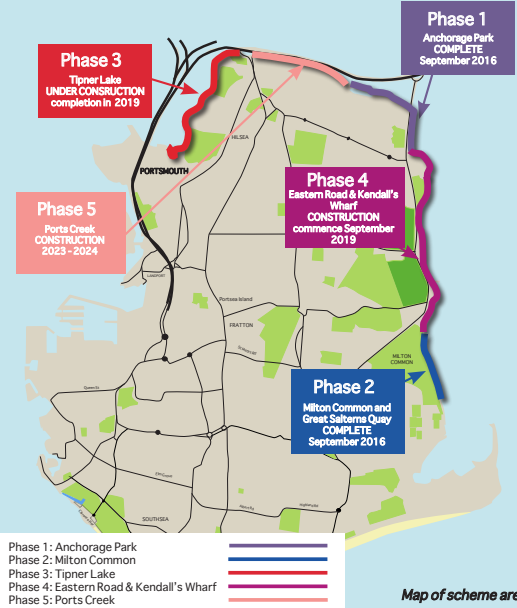 Phase 1
Anchorage Park
COMPLETE
September 2016
Phase 3
Tipner Lake
UNDER CONSRUCTION
completion in 2019
HILSEA
PORTSMOUTH
Phase 4
Eastern Road & Kendall's
Wharf
CONSTRUCTION
commence September
2019
Phase 5
Ports Creek
CONSTRUCTION
2023 - 2024
LANDPORT
Portsea Island
FRATTON
MILTON
COMMON
Phase 2
Milton Common and
Great Salterns Quay
COMPLETE
September 2016
SOUTHSEA
Phase 1: Anchorage Park
Phase 2: Milton Common
Phase 3: Tipner Lake
Phase 4: Eastern Road & Kendall's Wharf
Phase 5: Ports Creek
Map of scheme are